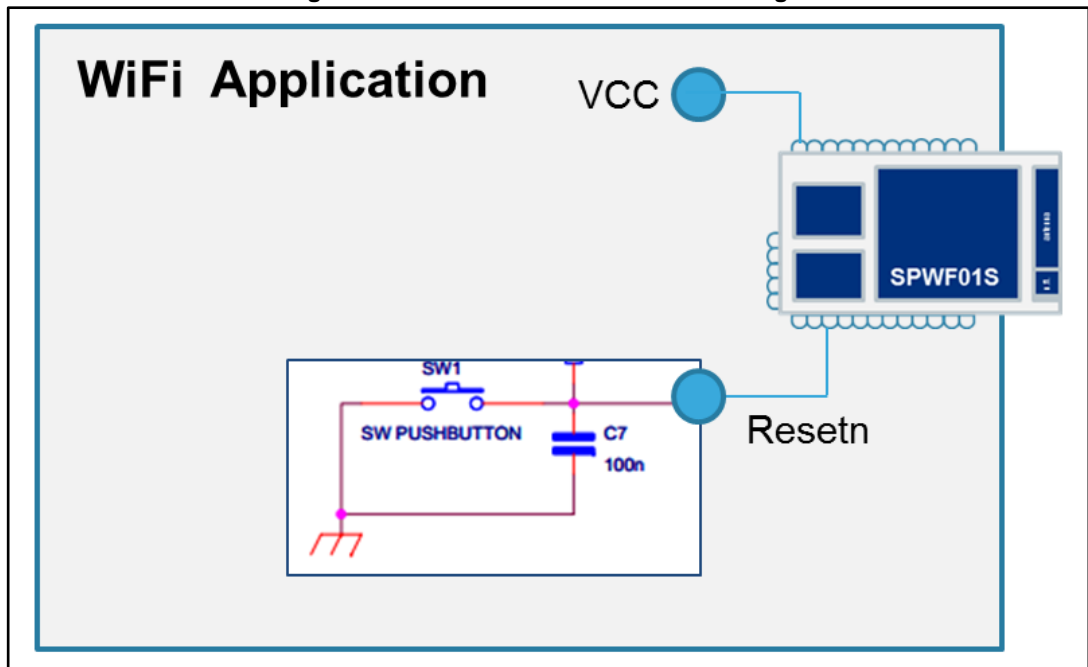 WiFi Application
VCC
SPWF01S
SW1
SW PUSHBUTTON
C7
100n
Resetn